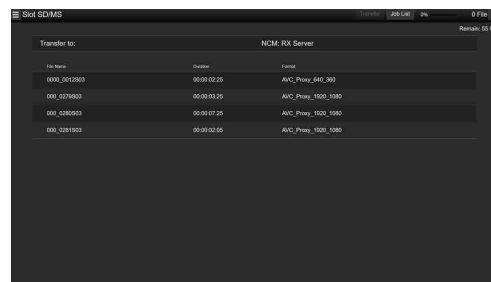 Slot SD/MS Transfer Job List 0% 0 File
Remain: 55
Transfer to: NCM: RX Server
File Name Duration Format
0000_0012S03 00:00:02:25 AVC_Proxy_640_360
000_0279S03 00:00:03:25 AVC_Proxy_1920_1080
000_0280S03 00:00:07:25 AVC_Proxy_1920_1080
000_0281S03 00:00:02:05 AVC_Proxy_1920_1080